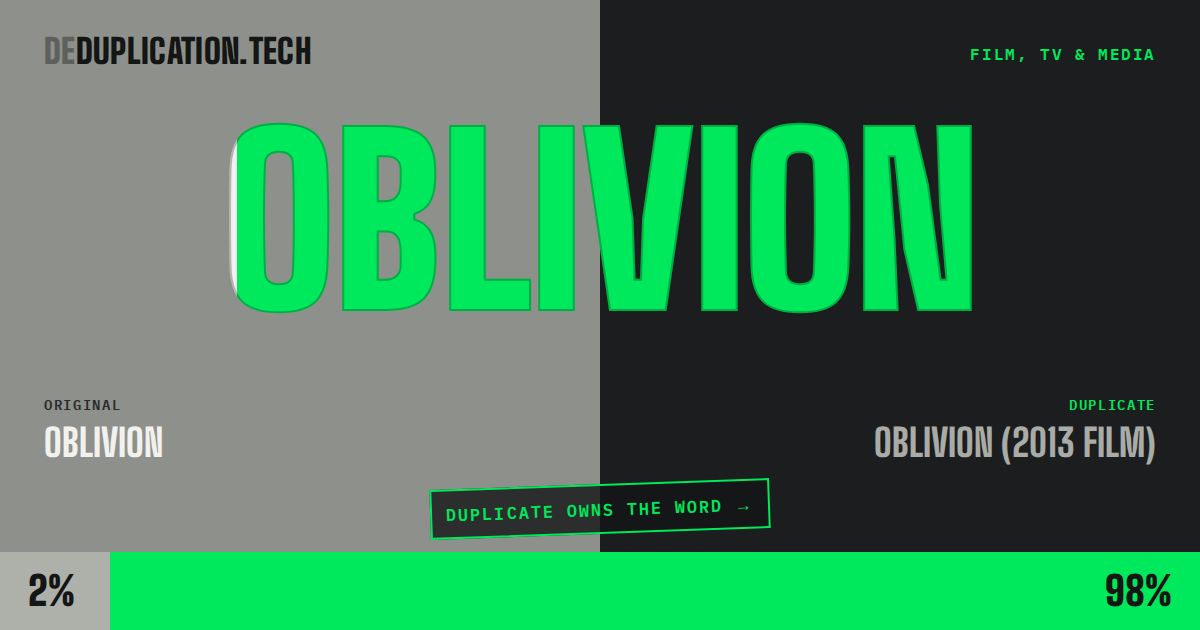 DEDUPLICATION.TECH
FILM, TV & MEDIA
OBLIVION
ORIGINAL
OBLIVION
DUPLICATE
OBLIVION (2013 FILM)
DUPLICATE OWNS THE WORD →
2%
98%